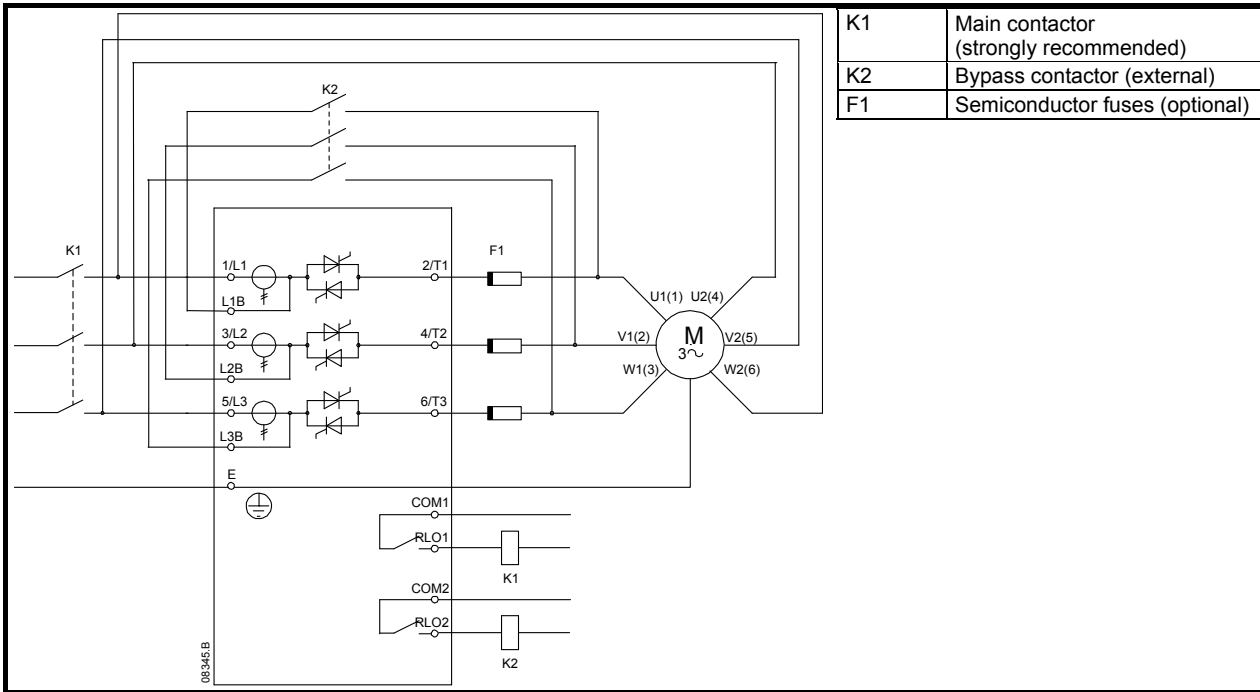 K1 Main contactor
(strongly recommended)
K2 Bypass contactor (external)
F1 Semiconductor fuses (optional)
K2
K1
1/L1
2/T1
F1
L1B
U1(1) U2(4)
3/L2
4/T2
V1(2)
M
3~
V2(5)
L2B
W1(3)
W2(6)
5/L3
6/T3
L3B
E
COM1
RLO1
K1
COM2
RLO2
K2
08345.B